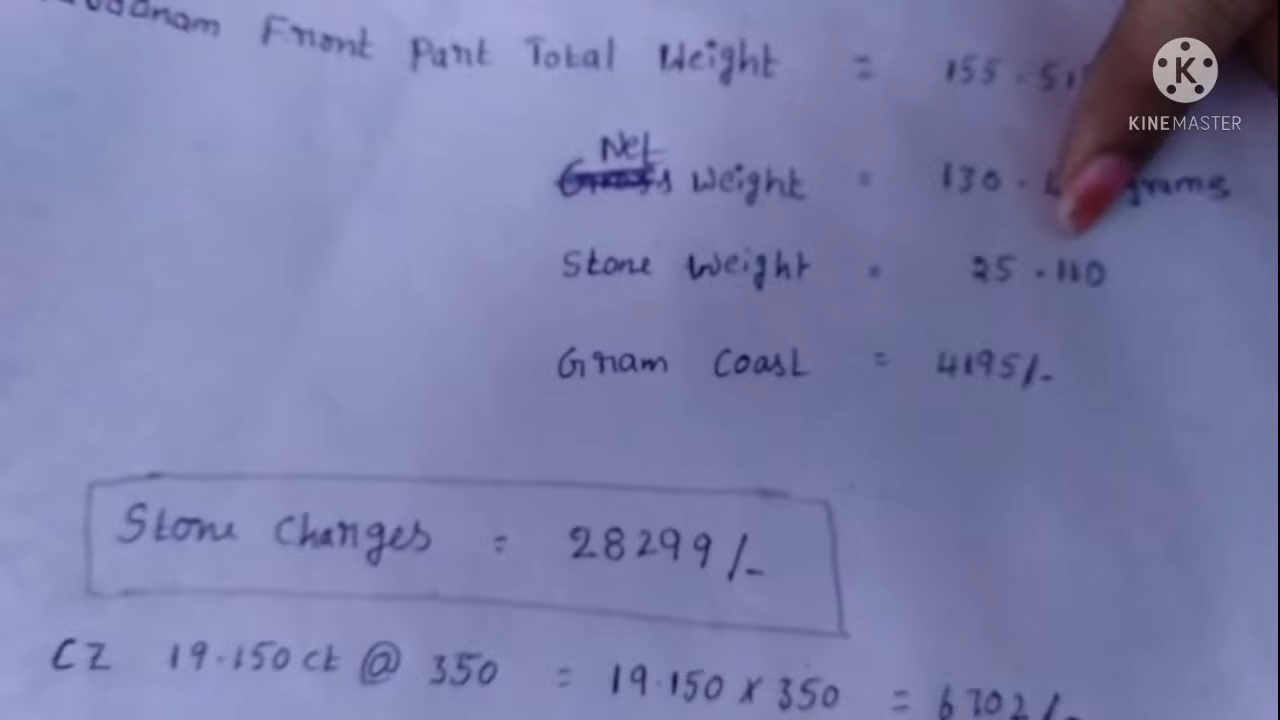 Front Part Total Weight = 155.51
KINEMASTER
Net Weight = 130. grams
Stone Weight = 25.110
Gram Coast = 4195/-
Stone Charges = 28299/-
CZ 19.150 ct @ 350 = 19.150 x 350 = 6702/-